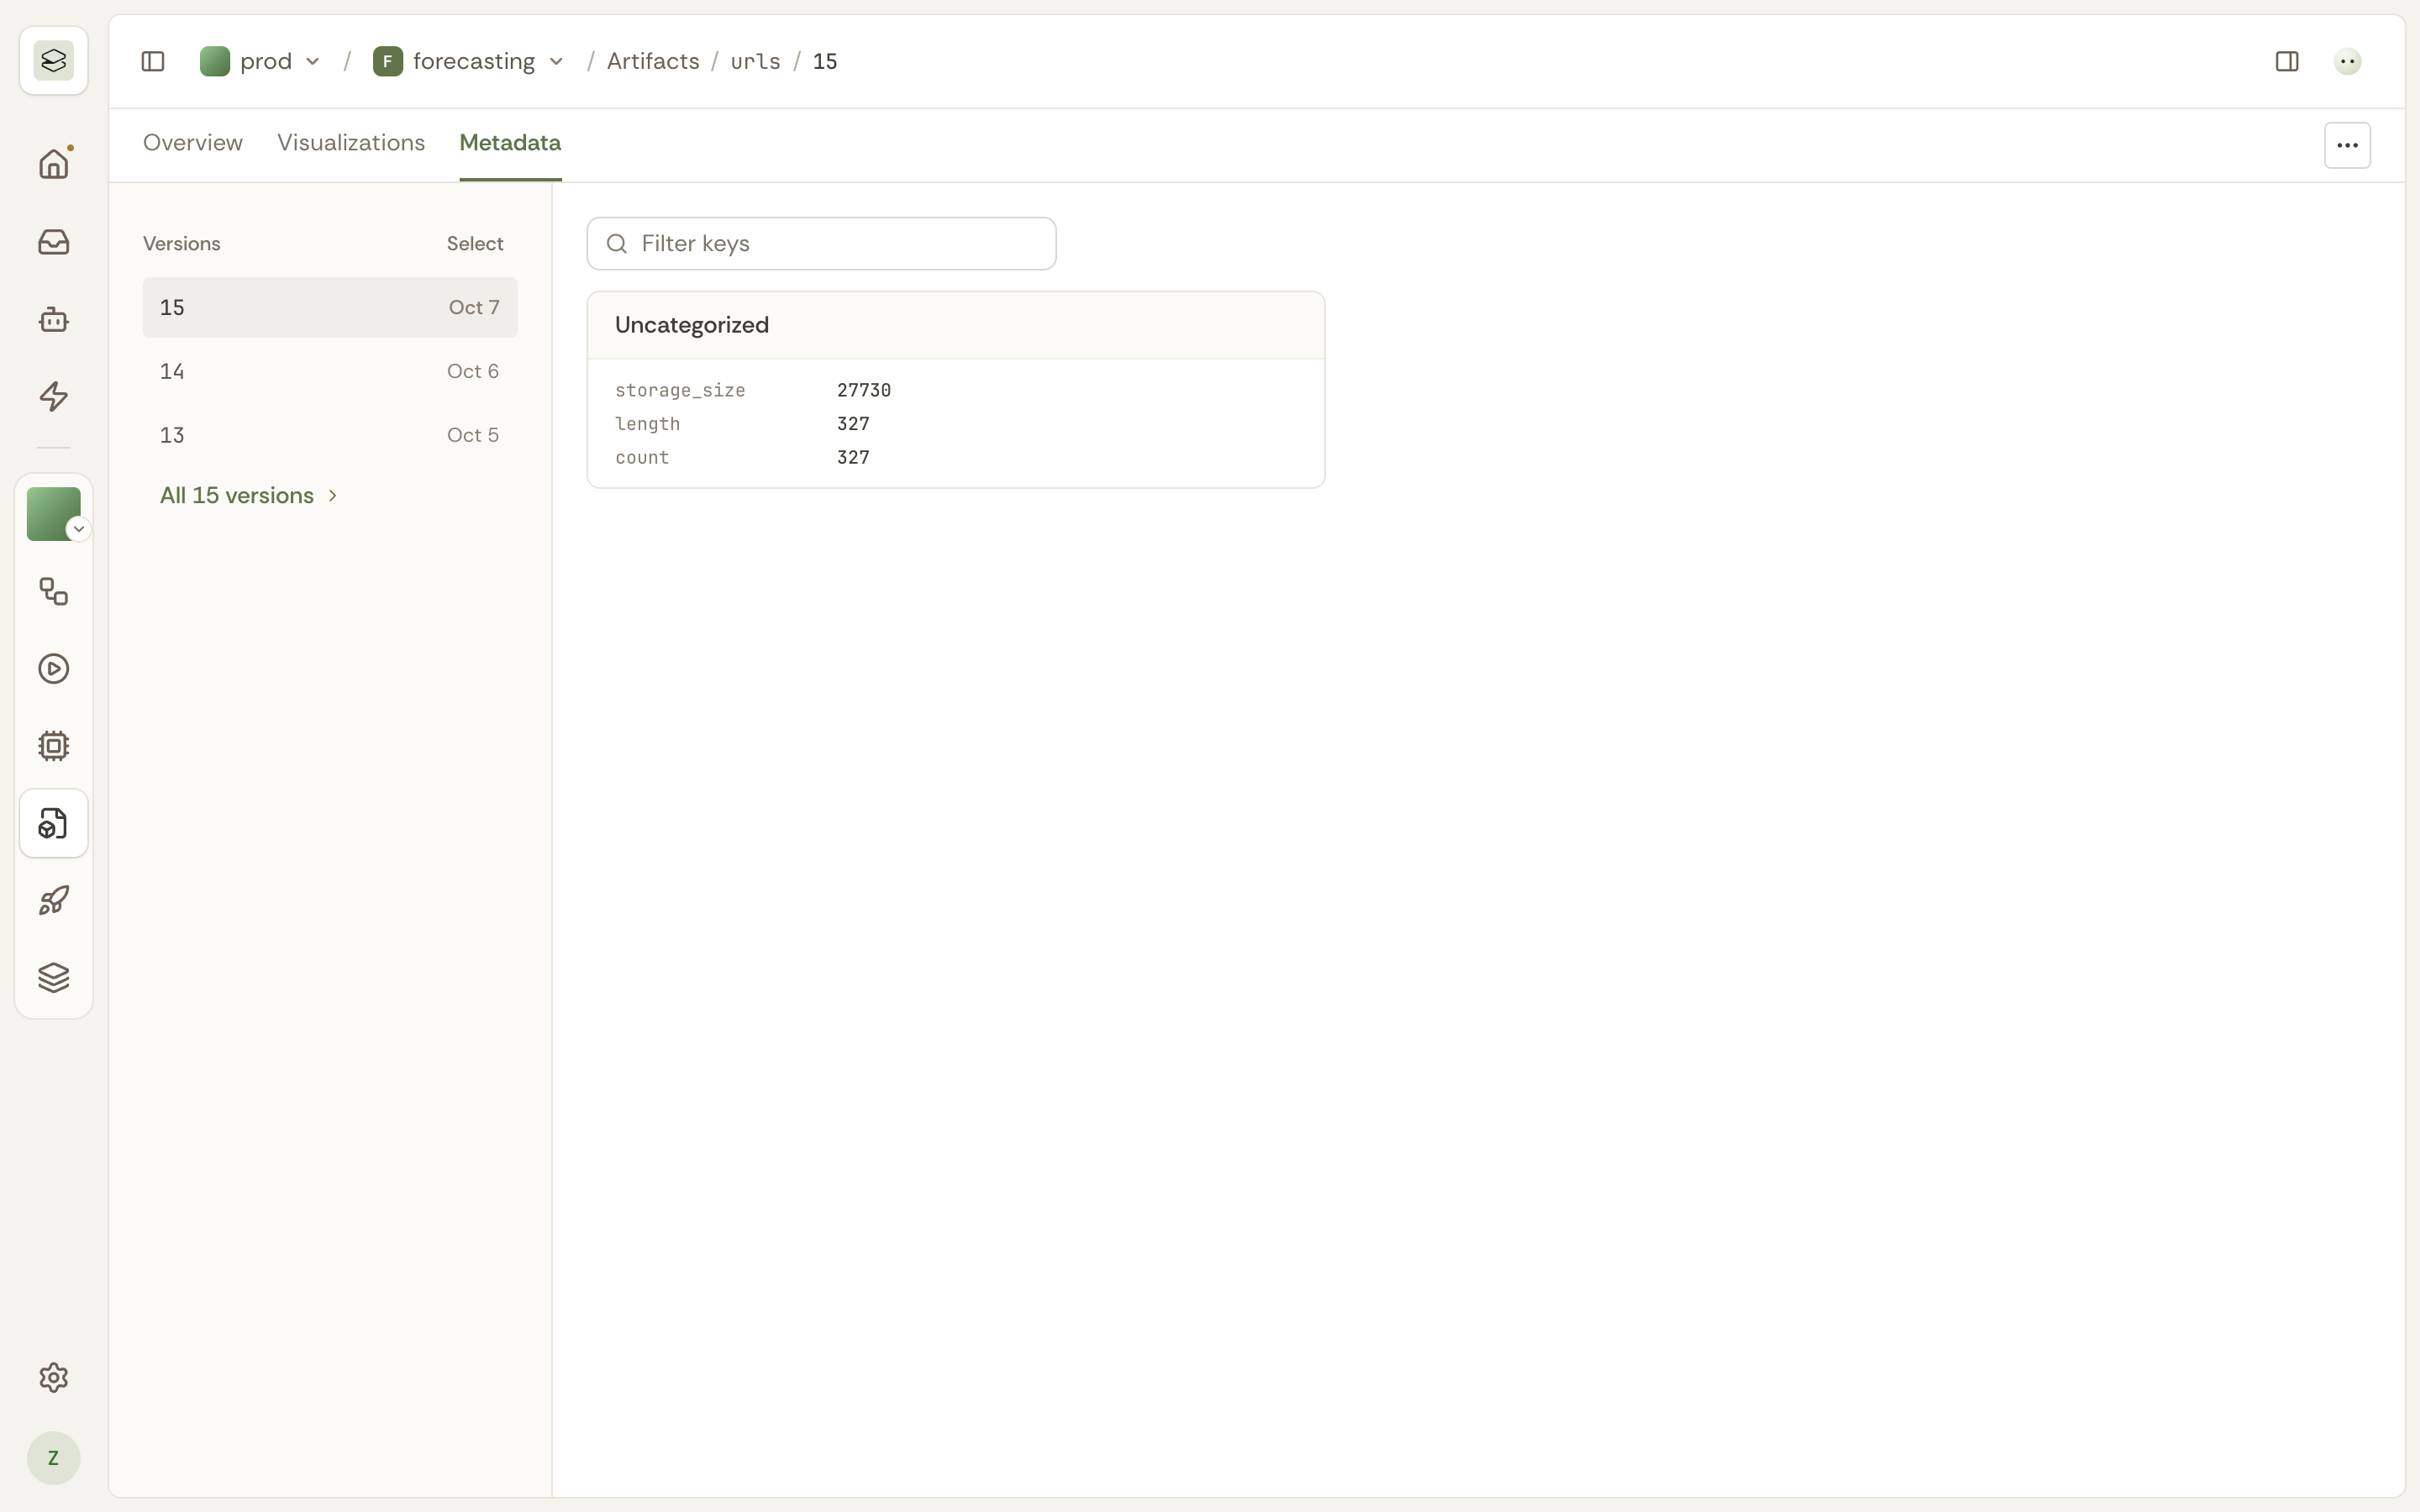 prod / F forecasting / Artifacts / urls / 15
Overview Visualizations Metadata
Versions Select
15 Oct 7
14 Oct 6
13 Oct 5
All 15 versions
Filter keys
Uncategorized
storage_size 27730
length 327
count 327
Z